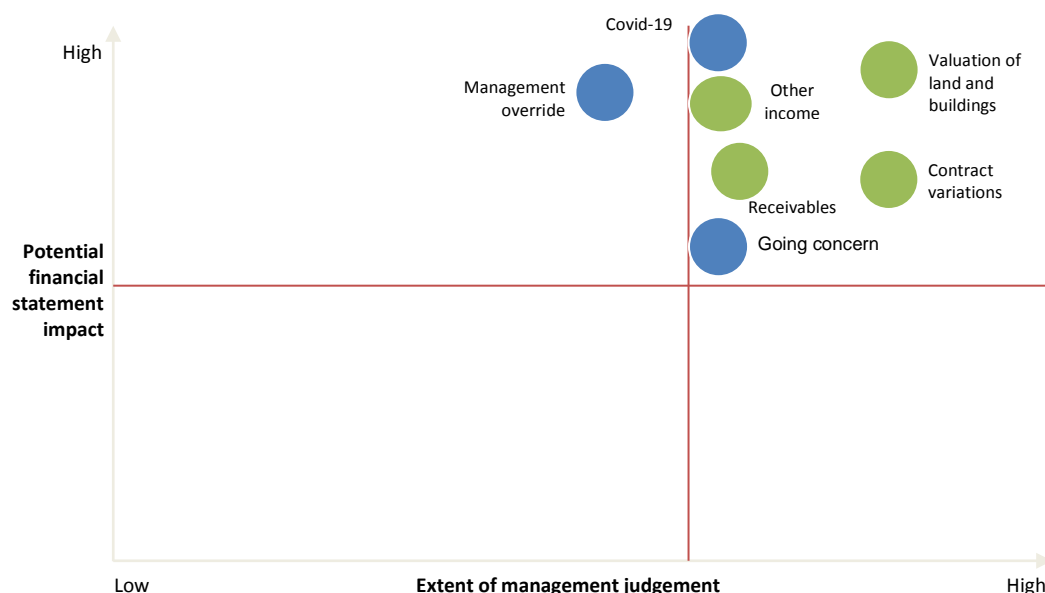 Covid-19
High
Valuation of
land and
buildings
Management
override
Other
income
Contract
variations
Receivables
Going concern
Potential
financial
statement
impact
Low
Extent of management judgement
High